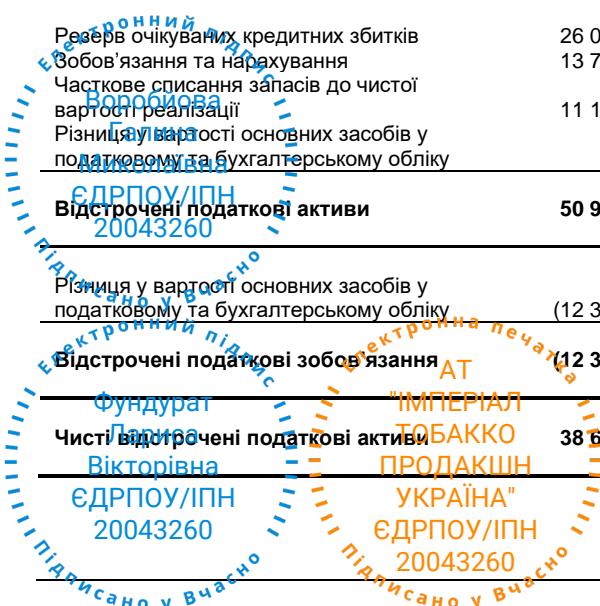 Резерв очікуваних кредитних збитків 26 0
Зобов’язання та нарахування 13 7
Часткове списання запасів до чистої
вартості реалізації 11 1
Різниця у вартості основних засобів у
податковому та бухгалтерському обліку
Відстрочені податкові активи 50 9
Різниця у вартості основних засобів у
податковому та бухгалтерському обліку (12 3
Відстрочені податкові зобов’язання (12 3
Чисті відстрочені податкові активи 38 6
Електронний підпис
Воробйова
Галина
Миколаївна
ЄДРПОУ/ІПН
20043260
Підписано у Вчасно
Електронний підпис
Фундурат
Лариса
Вікторівна
ЄДРПОУ/ІПН
20043260
Підписано у Вчасно
Електронна печатка
АТ
"ІМПЕРІАЛ
ТОБАККО
ПРОДАКШН
УКРАЇНА"
ЄДРПОУ/ІПН
20043260
Підписано у Вчасно